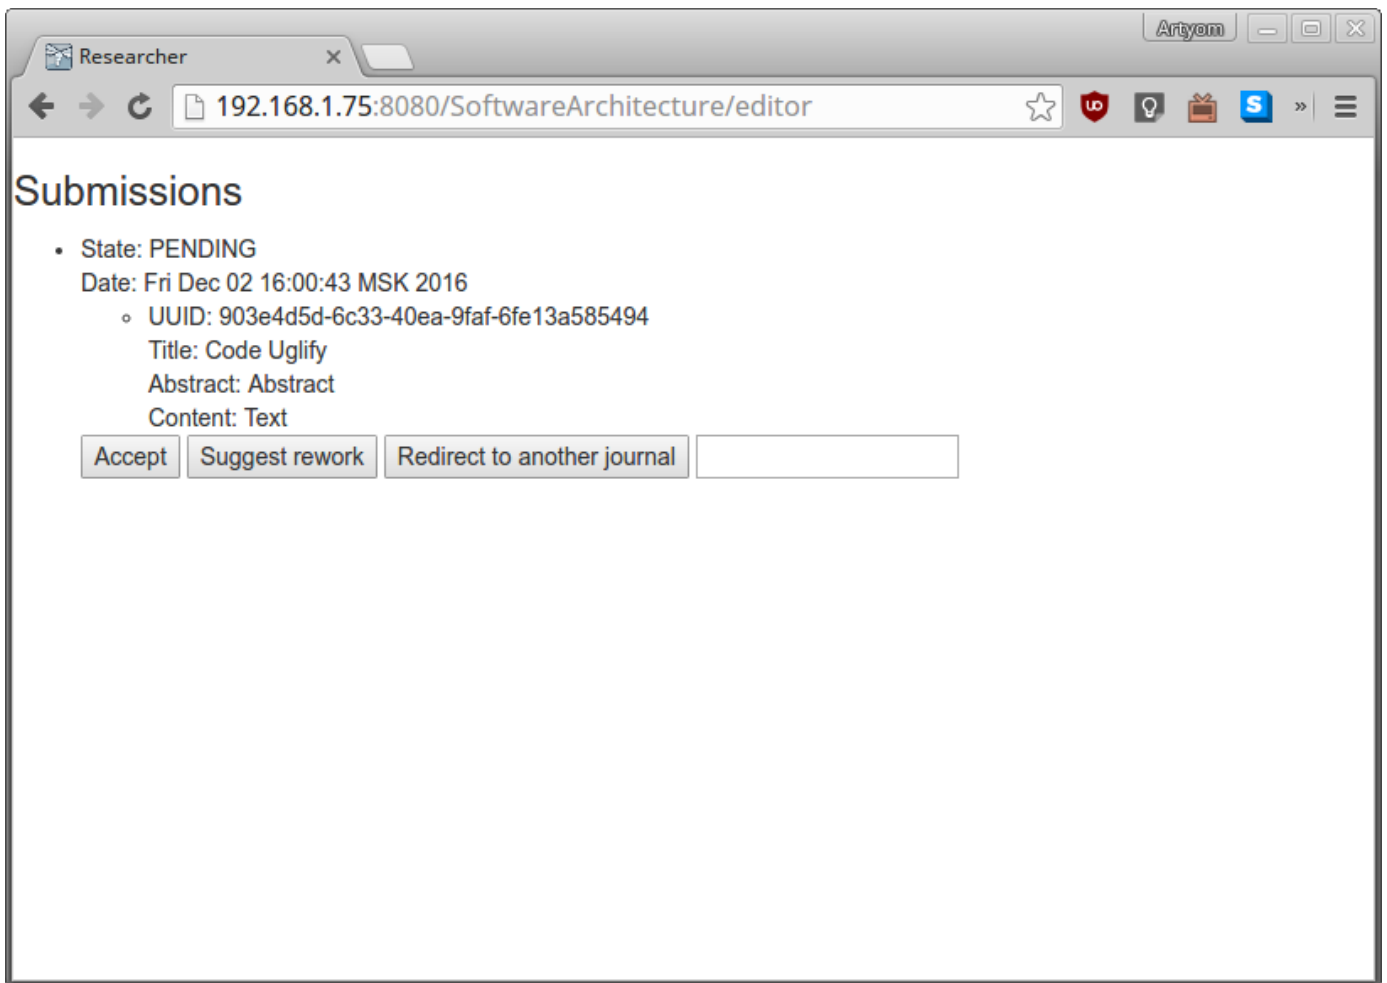 Artyom
Researcher
192.168.1.75:8080/SoftwareArchitecture/editor
Submissions
State: PENDING
Date: Fri Dec 02 16:00:43 MSK 2016
UUID: 903e4d5d-6c33-40ea-9faf-6fe13a585494
Title: Code Uglify
Abstract: Abstract
Content: Text
Accept Suggest rework Redirect to another journal